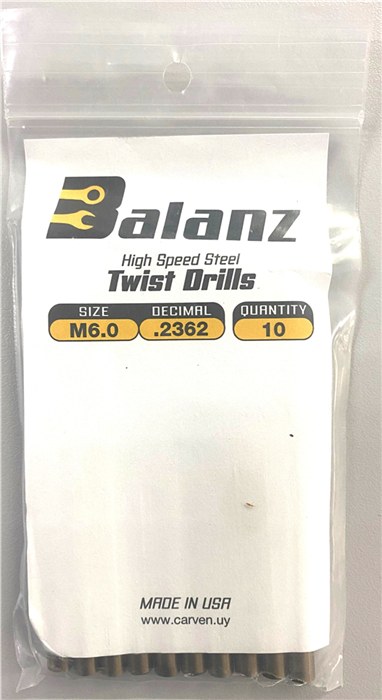 Balanz
High Speed Steel
Twist Drills
SIZE DECIMAL QUANTITY
M6.0 .2362 10
MADE IN USA
www.carven.uy